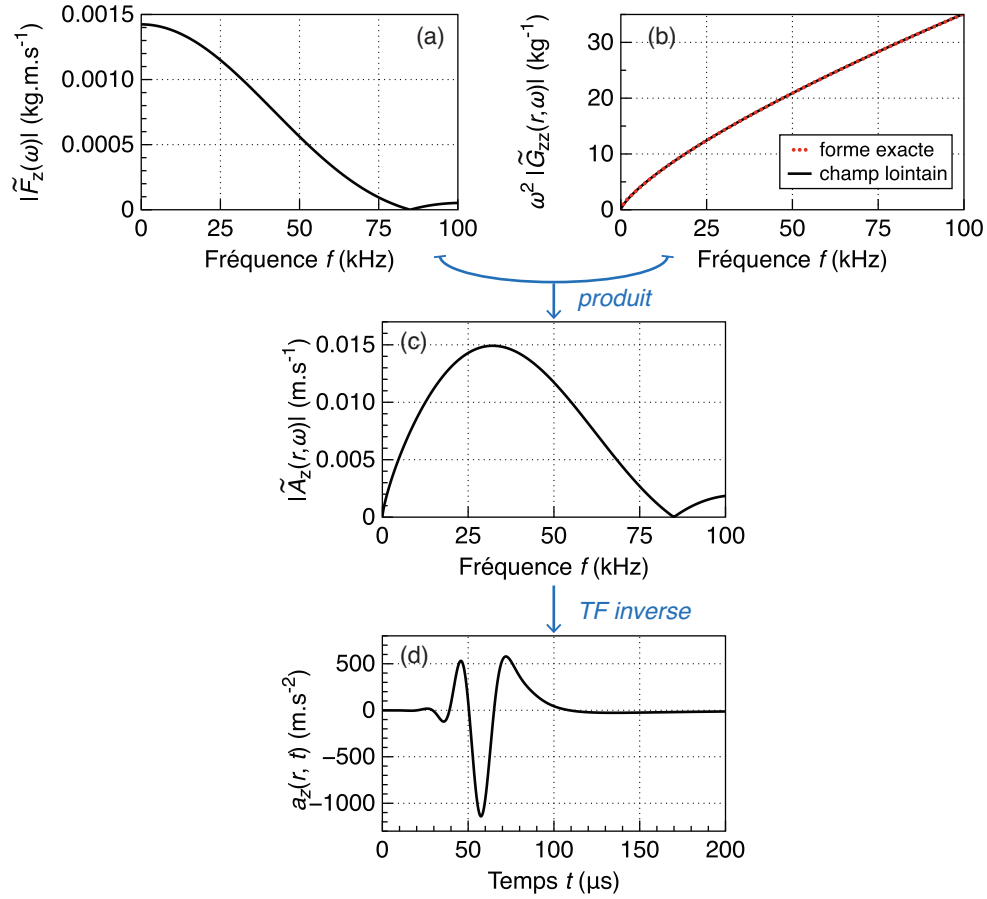 (a)
0.0015
0.0010
0.0005
0
|F̃z(ω)| (kg.m.s⁻¹)
0 25 50 75 100
Fréquence f (kHz)
(b)
30
20
10
0
ω² |G̃zz(r,ω)| (kg⁻¹)
forme exacte
champ lointain
0 25 50 75 100
Fréquence f (kHz)
produit
(c)
0.015
0.010
0.005
0
|Ãz(r,ω)| (m.s⁻¹)
0 25 50 75 100
Fréquence f (kHz)
TF inverse
(d)
500
0
−500
−1000
az(r, t) (m.s⁻²)
0 50 100 150 200
Temps t (µs)